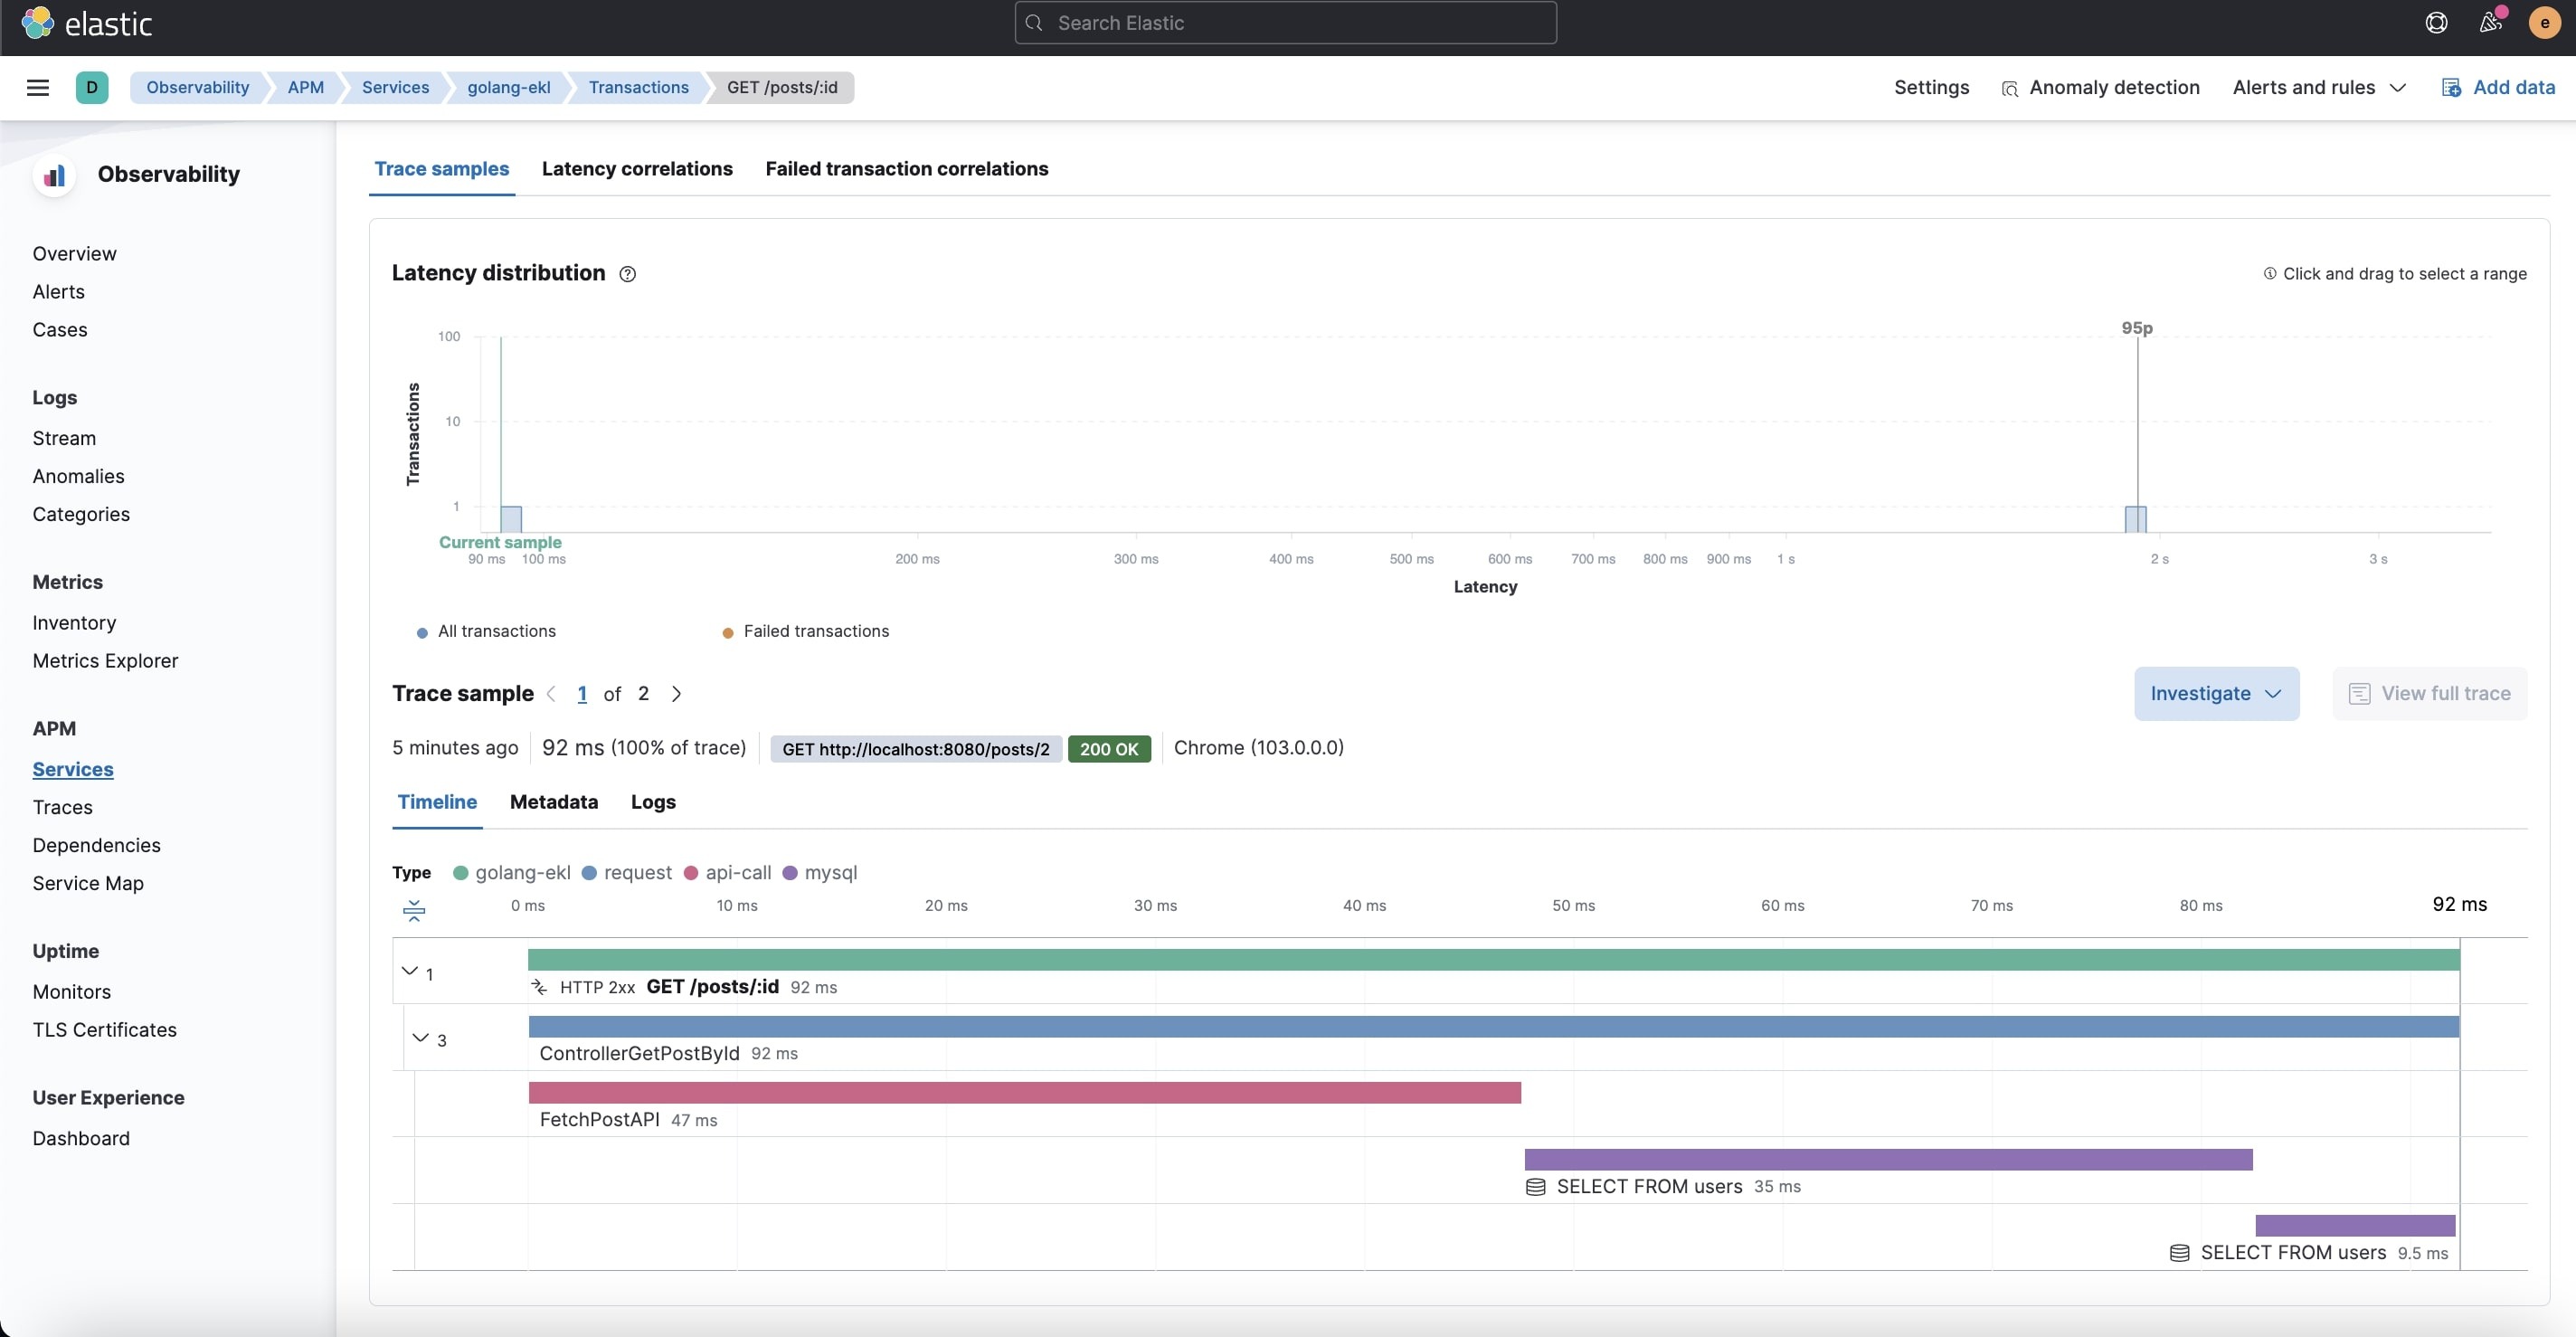 elastic
Search Elastic
e
D
Observability
APM
Services
golang-ekl
Transactions
GET /posts/:id
Settings
Anomaly detection
Alerts and rules
Add data
Observability
Overview
Alerts
Cases
Logs
Stream
Anomalies
Categories
Metrics
Inventory
Metrics Explorer
APM
Services
Traces
Dependencies
Service Map
Uptime
Monitors
TLS Certificates
User Experience
Dashboard
Trace samples
Latency correlations
Failed transaction correlations
Latency distribution
Click and drag to select a range
95p
100
10
1
Transactions
Current sample
90 ms 100 ms 200 ms 300 ms 400 ms 500 ms 600 ms 700 ms 800 ms 900 ms 1 s 2 s 3 s
Latency
All transactions
Failed transactions
Trace sample 1 of 2
Investigate
View full trace
5 minutes ago
92 ms (100% of trace)
GET http://localhost:8080/posts/2
200 OK
Chrome (103.0.0.0)
Timeline
Metadata
Logs
Type golang-ekl request api-call mysql
0 ms 10 ms 20 ms 30 ms 40 ms 50 ms 60 ms 70 ms 80 ms 92 ms
1
HTTP 2xx GET /posts/:id 92 ms
3
ControllerGetPostById 92 ms
FetchPostAPI 47 ms
SELECT FROM users 35 ms
SELECT FROM users 9.5 ms